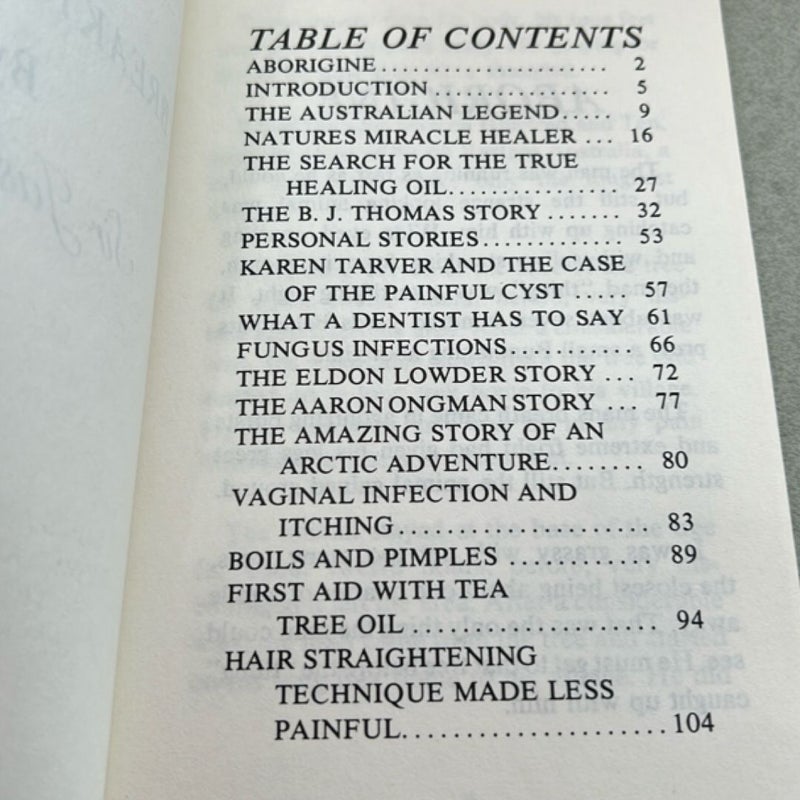 TABLE OF CONTENTS
ABORIGINE...................... 2
INTRODUCTION................. 5
THE AUSTRALIAN LEGEND..... 9
NATURES MIRACLE HEALER ... 16
THE SEARCH FOR THE TRUE
HEALING OIL................. 27
THE B. J. THOMAS STORY ....... 32
PERSONAL STORIES............. 53
KAREN TARVER AND THE CASE
OF THE PAINFUL CYST ..... 57
WHAT A DENTIST HAS TO SAY 61
FUNGUS INFECTIONS........... 66
THE ELDON LOWDER STORY ... 72
THE AARON ONGMAN STORY ... 77
THE AMAZING STORY OF AN
ARCTIC ADVENTURE........ 80
VAGINAL INFECTION AND
ITCHING...................... 83
BOILS AND PIMPLES ............ 89
FIRST AID WITH TEA
TREE OIL ................... 94
HAIR STRAIGHTENING
TECHNIQUE MADE LESS
PAINFUL..................... 104